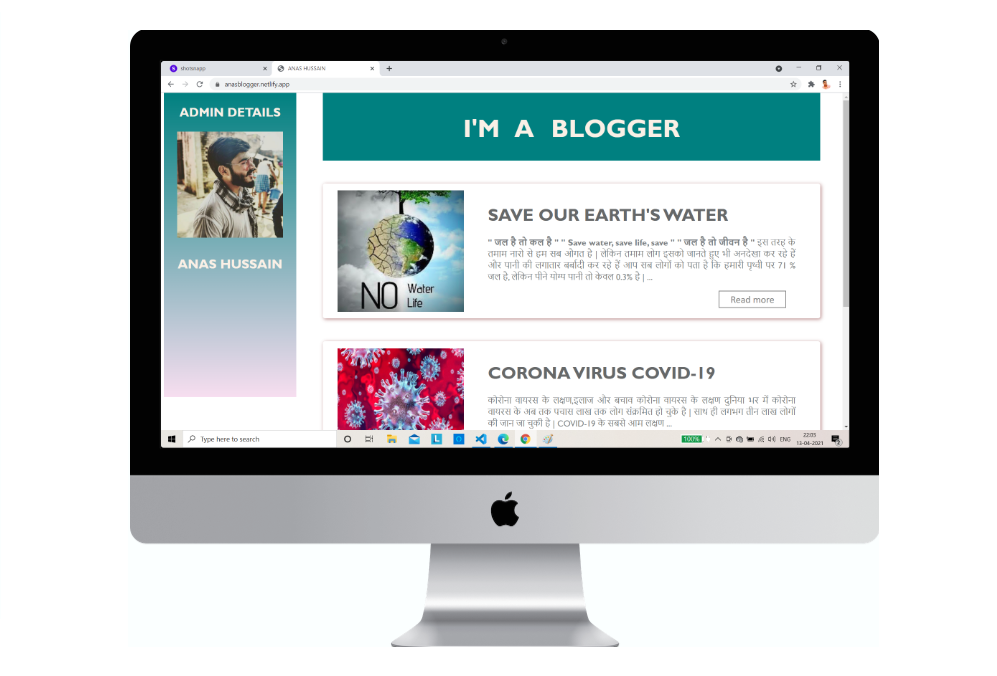 showwapp
ANAS HUSSAIN
anasblogger.netlify.app
ADMIN DETAILS
ANAS HUSSAIN
I'M A BLOGGER
NO Water
Life
SAVE OUR EARTH'S WATER
" जल है तो कल है " " Save water, save life, save " " जल है तो जीवन है " इस तरह के
तमाम नारों से हम सब औगत है | लेकिन तमाम लोग इसको जानते हुए भी अनदेखा कर रहे हैं
और पानी की लगातार बर्बादी कर रहे हैं आप सब लोगों को पता है कि हमारी पृथ्वी पर 71 %
जल है, लेकिन पीने योग्य पानी तो केवल 0.3% है | ...
Read more
CORONA VIRUS COVID-19
कोरोना वायरस के लक्षण,इलाज और बचाव कोरोना वायरस के लक्षण दुनिया भर में कोरोना
वायरस के अब तक पचास लाख तक लोग संक्रमित हो चुके है | साथ ही लगभग तीन लाख लोगों
की जान जा चुकी है | COVID-19 के सबसे आम लक्षण ...
Type here to search
100%
ENG
22:05
13-04-2021